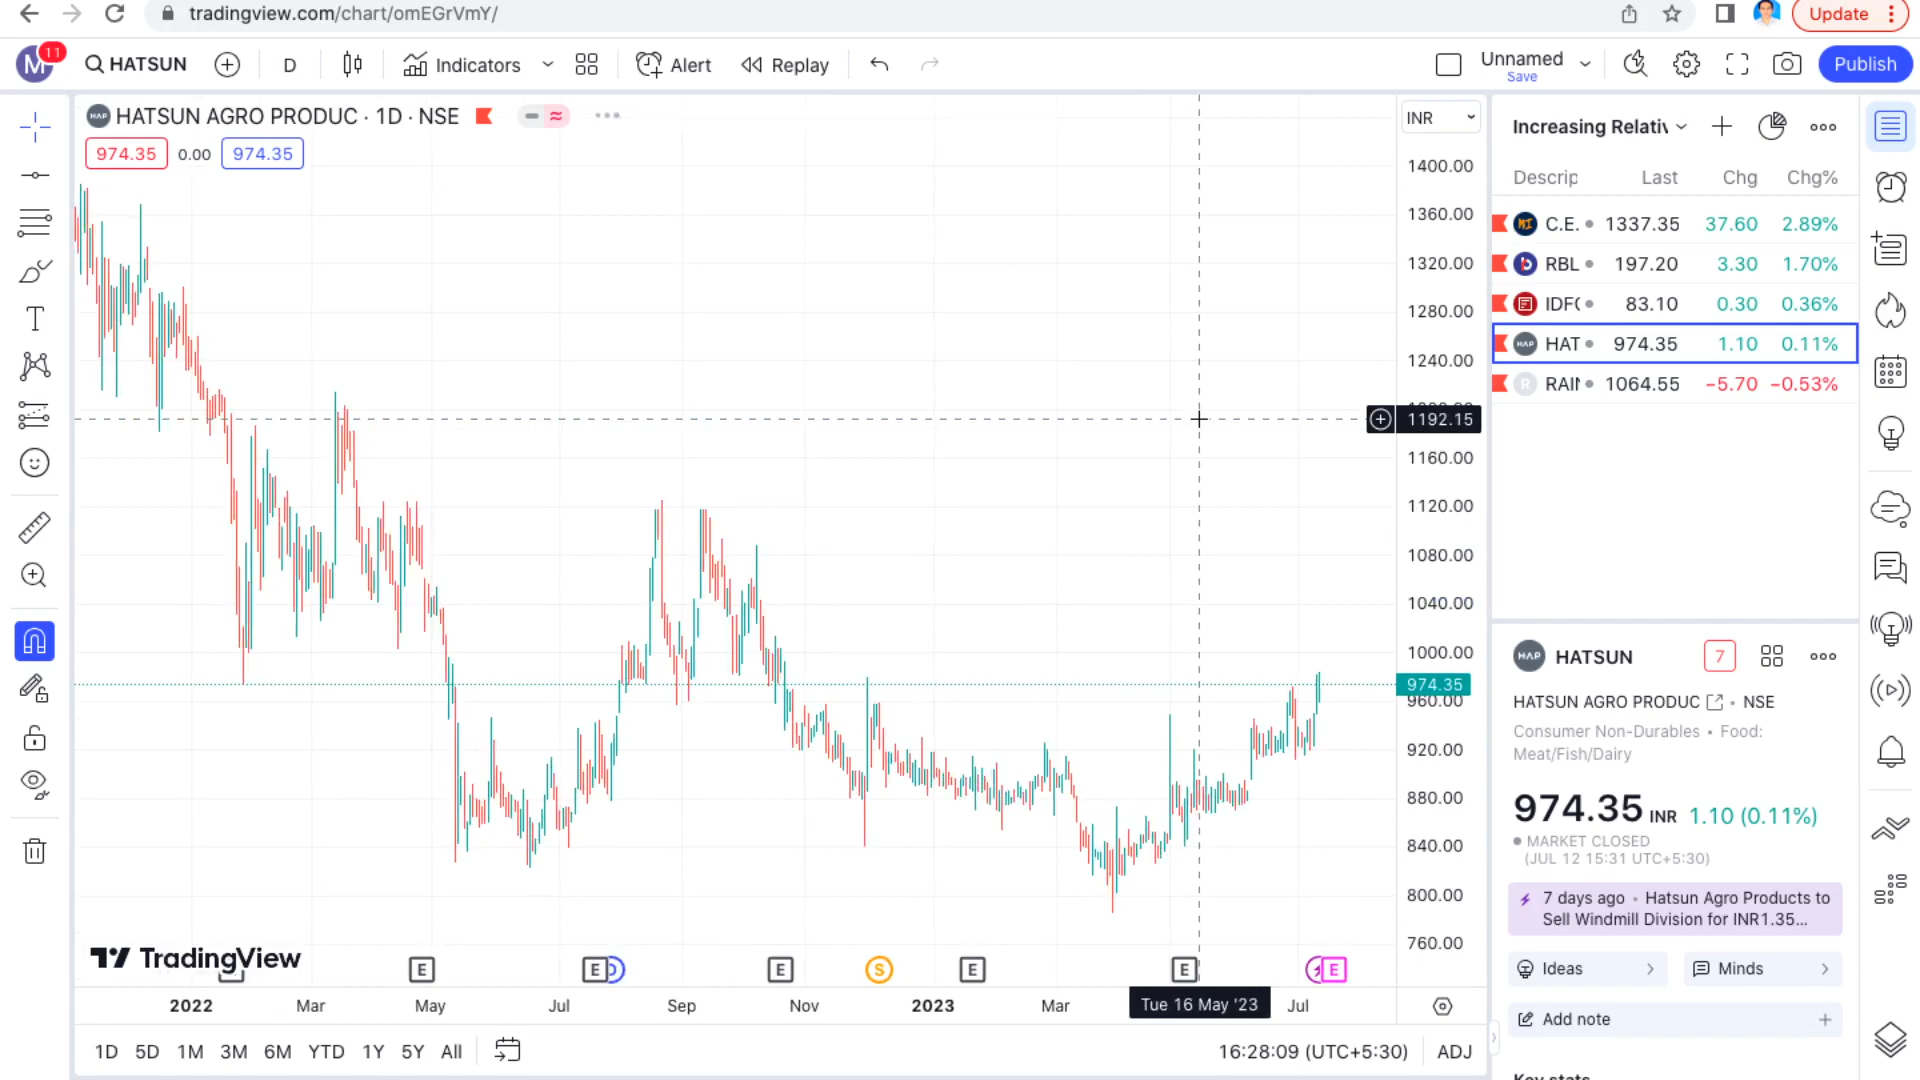 tradingview.com/chart/omEGrVmY/
Update
M 11 HATSUN D Indicators Alert Replay Unnamed Save Publish
HATSUN AGRO PRODUC · 1D · NSE
974.35 0.00 974.35
INR
1400.00
1360.00
1320.00
1280.00
1240.00
1192.15
1160.00
1120.00
1080.00
1040.00
1000.00
974.35
960.00
920.00
880.00
840.00
800.00
760.00
TradingView
E E D E S E E E
2022 Mar May Jul Sep Nov 2023 Mar Tue 16 May '23 Jul
1D 5D 1M 3M 6M YTD 1Y 5Y All
16:28:09 (UTC+5:30) ADJ
Increasing Relativ
Descrip Last Chg Chg%
C.E. 1337.35 37.60 2.89%
RBL 197.20 3.30 1.70%
IDFC 83.10 0.30 0.36%
HAP HAT 974.35 1.10 0.11%
R RAIN 1064.55 −5.70 −0.53%
HAP HATSUN 7
HATSUN AGRO PRODUC • NSE
Consumer Non-Durables • Food:
Meat/Fish/Dairy
974.35 INR 1.10 (0.11%)
MARKET CLOSED
(JUL 12 15:31 UTC+5:30)
7 days ago • Hatsun Agro Products to
Sell Windmill Division for INR1.35...
Ideas Minds
Add note
Key stats